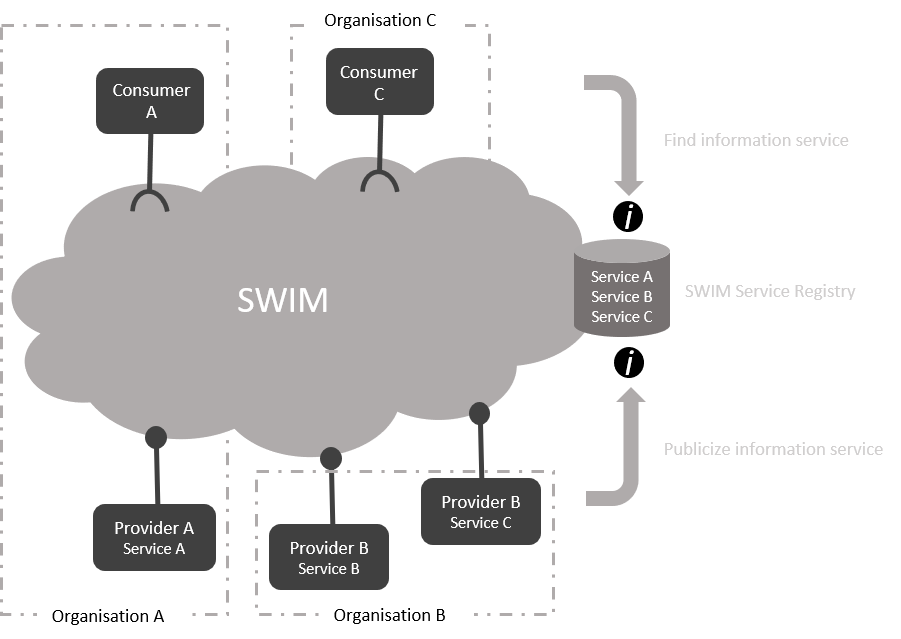 Organisation C
Consumer
A
Consumer
C
Find information service
i
SWIM
Service A
Service B
Service C
SWIM Service Registry
i
Publicize information service
Provider A
Service A
Provider B
Service B
Provider B
Service C
Organisation A
Organisation B